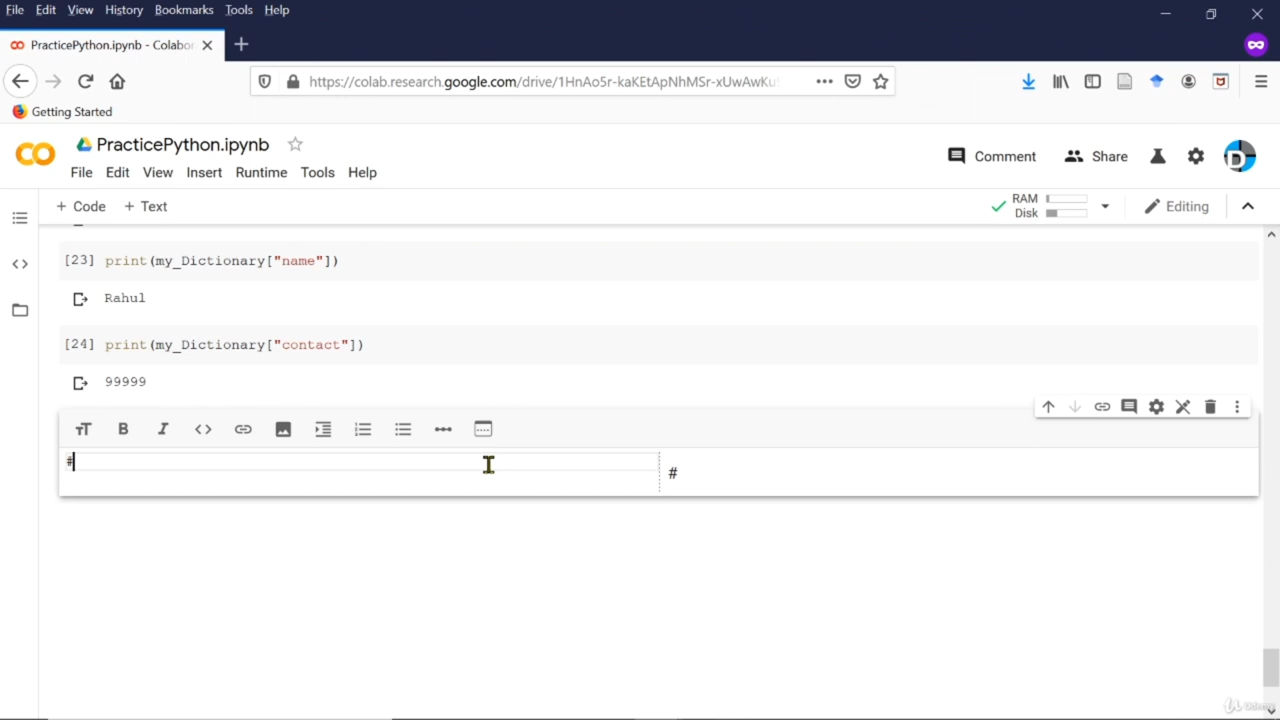 File Edit View History Bookmarks Tools Help
PracticePython.ipynb - Colabor
https://colab.research.google.com/drive/1HnAo5r-kaKEtApNhMSr-xUwAwKu
Getting Started
PracticePython.ipynb
File Edit View Insert Runtime Tools Help
Comment Share
+ Code + Text
RAM
Disk
Editing
[23] print(my_Dictionary["name"])
Rahul
[24] print(my_Dictionary["contact"])
99999
#
#
Udemy